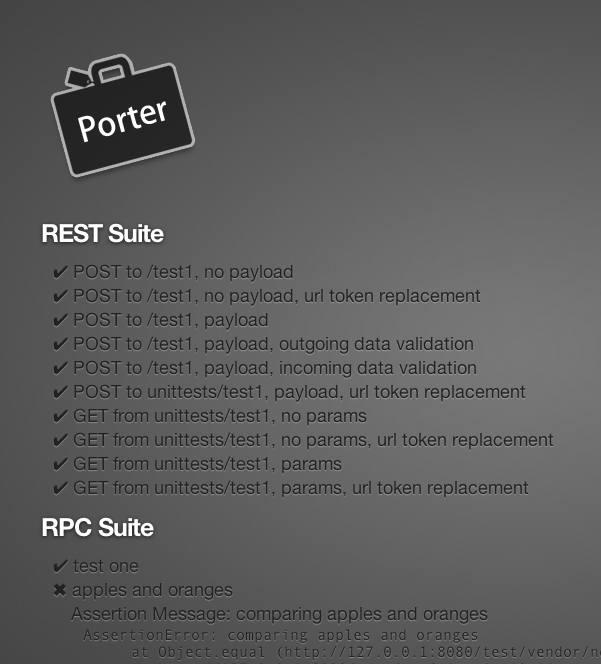 Porter
REST Suite
✔ POST to /test1, no payload
✔ POST to /test1, no payload, url token replacement
✔ POST to /test1, payload
✔ POST to /test1, payload, outgoing data validation
✔ POST to /test1, payload, incoming data validation
✔ POST to unittests/test1, payload, url token replacement
✔ GET from unittests/test1, no params
✔ GET from unittests/test1, no params, url token replacement
✔ GET from unittests/test1, params
✔ GET from unittests/test1, params, url token replacement
RPC Suite
✔ test one
✖ apples and oranges
Assertion Message: comparing apples and oranges
AssertionError: comparing apples and oranges
at Object.equal (http://127.0.0.1:8080/test/vendor/